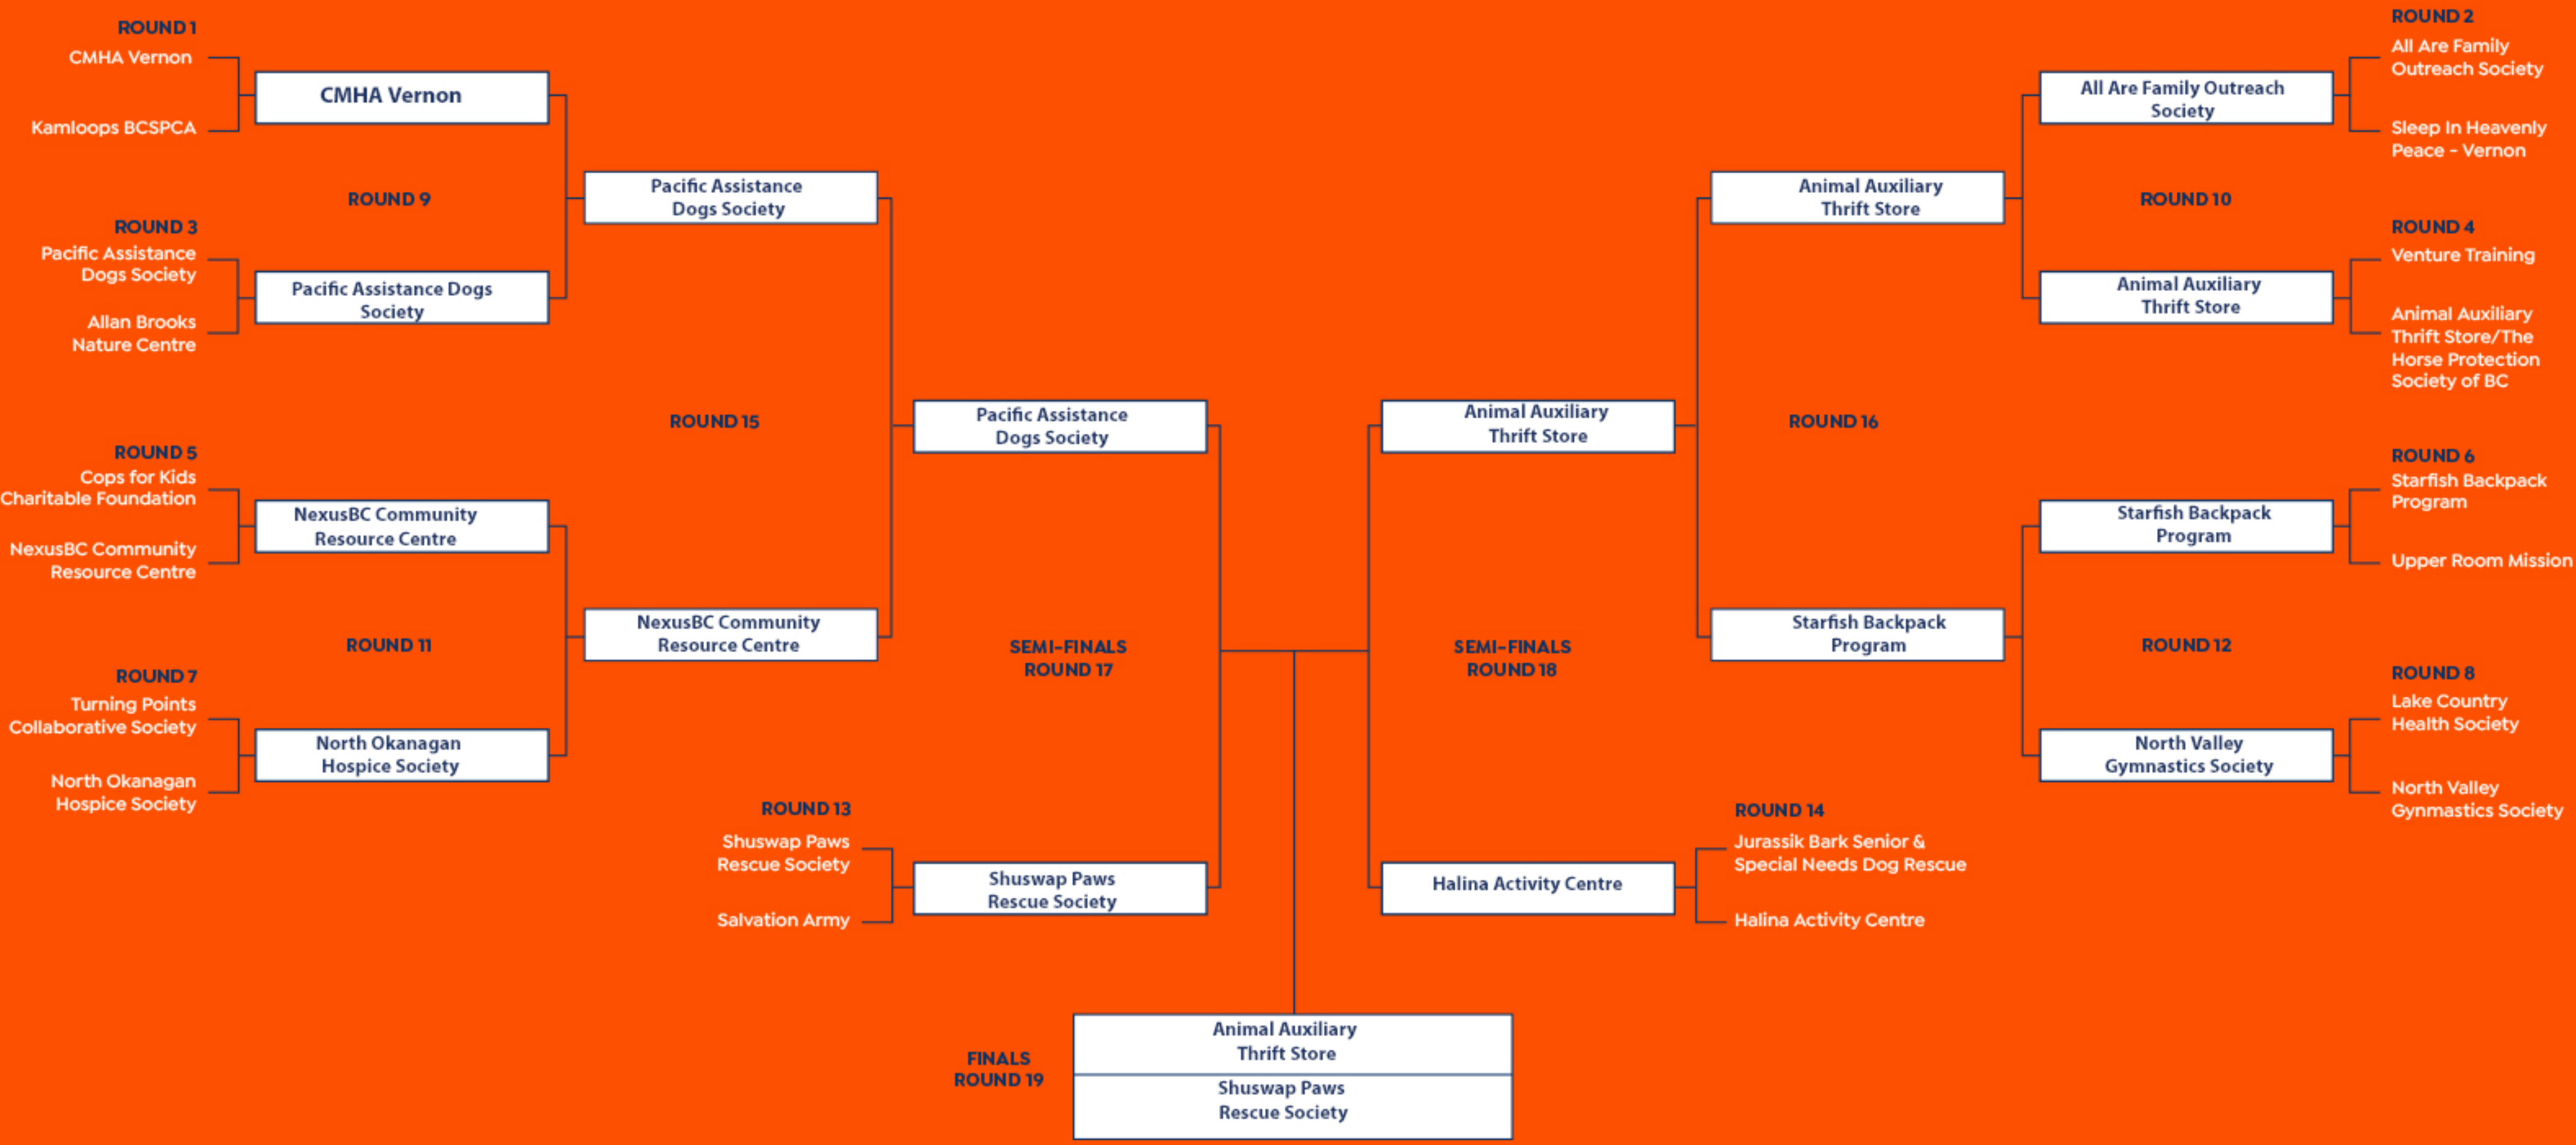 ROUND 1
CMHA Vernon
Kamloops BCSPCA
CMHA Vernon
ROUND 9
ROUND 3
Pacific Assistance
Dogs Society
Allan Brooks
Nature Centre
Pacific Assistance Dogs
Society
Pacific Assistance
Dogs Society
ROUND 15
ROUND 5
Cops for Kids
Charitable Foundation
NexusBC Community
Resource Centre
NexusBC Community
Resource Centre
ROUND 11
ROUND 7
Turning Points
Collaborative Society
North Okanagan
Hospice Society
North Okanagan
Hospice Society
NexusBC Community
Resource Centre
Pacific Assistance
Dogs Society
SEMI-FINALS
ROUND 17
ROUND 13
Shuswap Paws
Rescue Society
Salvation Army
Shuswap Paws
Rescue Society
ROUND 2
All Are Family
Outreach Society
Sleep In Heavenly
Peace - Vernon
All Are Family Outreach
Society
ROUND 10
ROUND 4
Venture Training
Animal Auxiliary
Thrift Store/The
Horse Protection
Society of BC
Animal Auxiliary
Thrift Store
Animal Auxiliary
Thrift Store
ROUND 16
ROUND 6
Starfish Backpack
Program
Upper Room Mission
Starfish Backpack
Program
ROUND 12
ROUND 8
Lake Country
Health Society
North Valley
Gynmastics Society
North Valley
Gymnastics Society
Starfish Backpack
Program
Animal Auxiliary
Thrift Store
SEMI-FINALS
ROUND 18
ROUND 14
Jurassik Bark Senior &
Special Needs Dog Rescue
Halina Activity Centre
Halina Activity Centre
FINALS
ROUND 19
Animal Auxiliary
Thrift Store
Shuswap Paws
Rescue Society